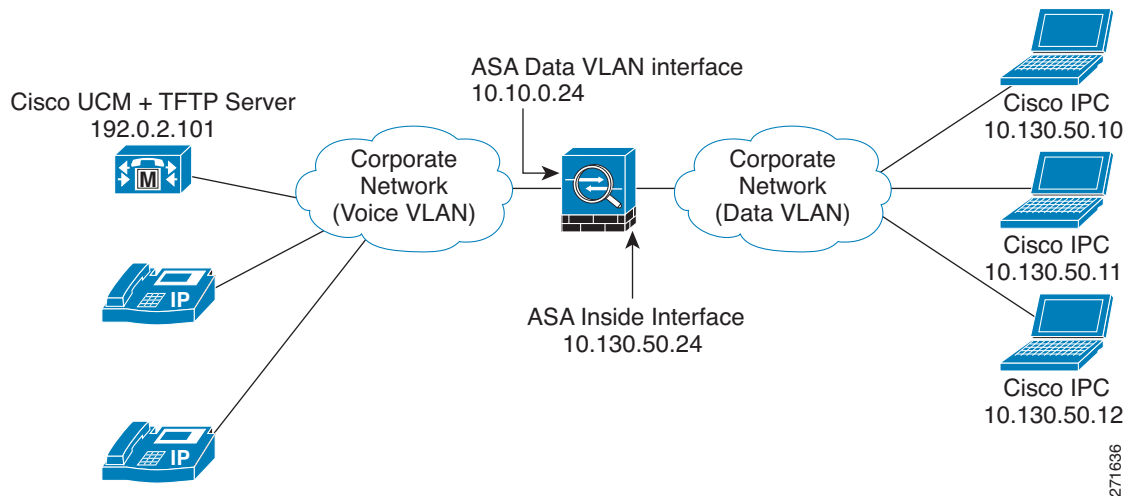 ASA Data VLAN interface
10.10.0.24
Cisco UCM + TFTP Server
192.0.2.101
M
IP
IP
Corporate
Network
(Voice VLAN)
Corporate
Network
(Data VLAN)
ASA Inside Interface
10.130.50.24
Cisco IPC
10.130.50.10
Cisco IPC
10.130.50.11
Cisco IPC
10.130.50.12
271636